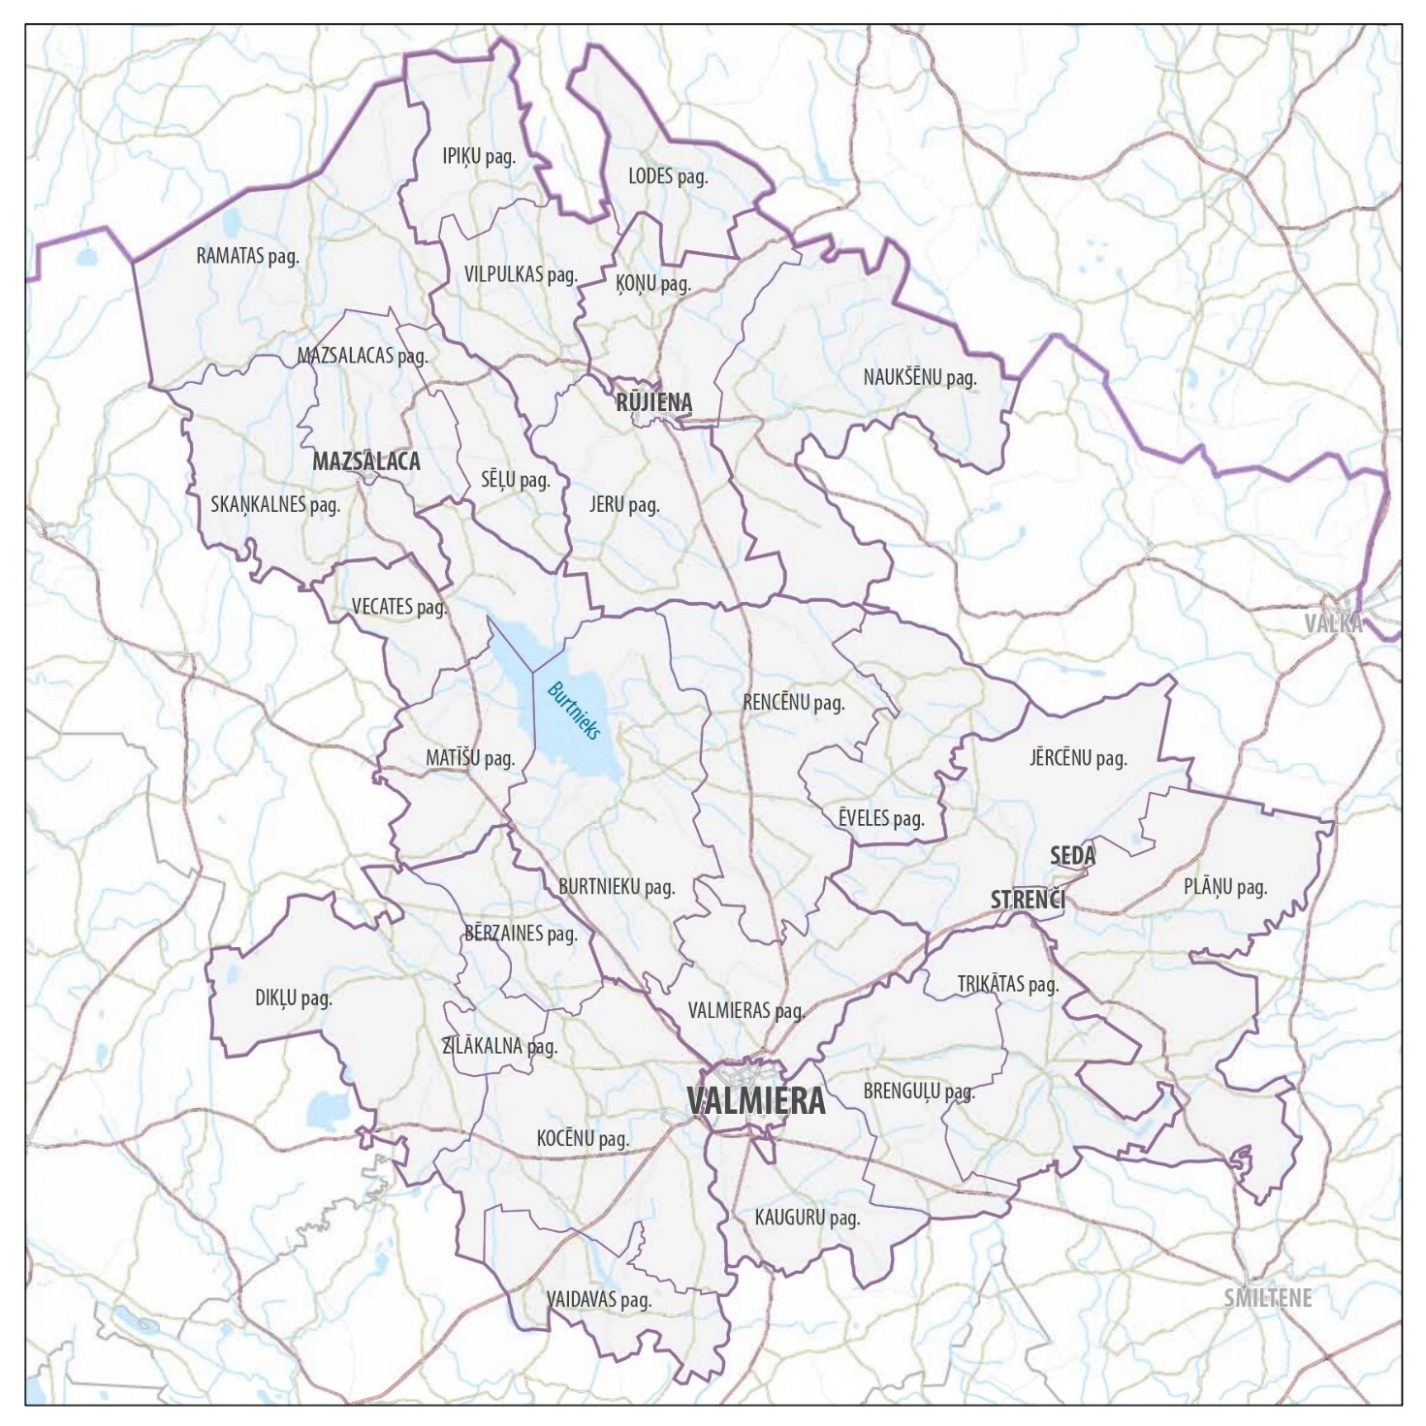 IPIĶU pag.
LODES pag.
RAMATAS pag.
VILPULKAS pag.
ĶOŅU pag.
MAZSALACAS pag.
NAUKŠĒNU pag.
RŪJIENA
MAZSALACA
SĒĻU pag.
SKAŅKALNES pag.
JERU pag.
VECATES pag.
VALKA
Burtnieks
RENCĒNU pag.
MATĪŠU pag.
JĒRCĒNU pag.
ĒVELES pag.
SEDA
BURTNIEKU pag.
PLĀŅU pag.
STRENČI
BĒRZAINES pag.
TRIKĀTAS pag.
DIKĻU pag.
VALMIERAS pag.
ZILĀKALNA pag.
BRENGUĻU pag.
VALMIERA
KOCĒNU pag.
KAUGURU pag.
VAIDAVAS pag.
SMILTENE